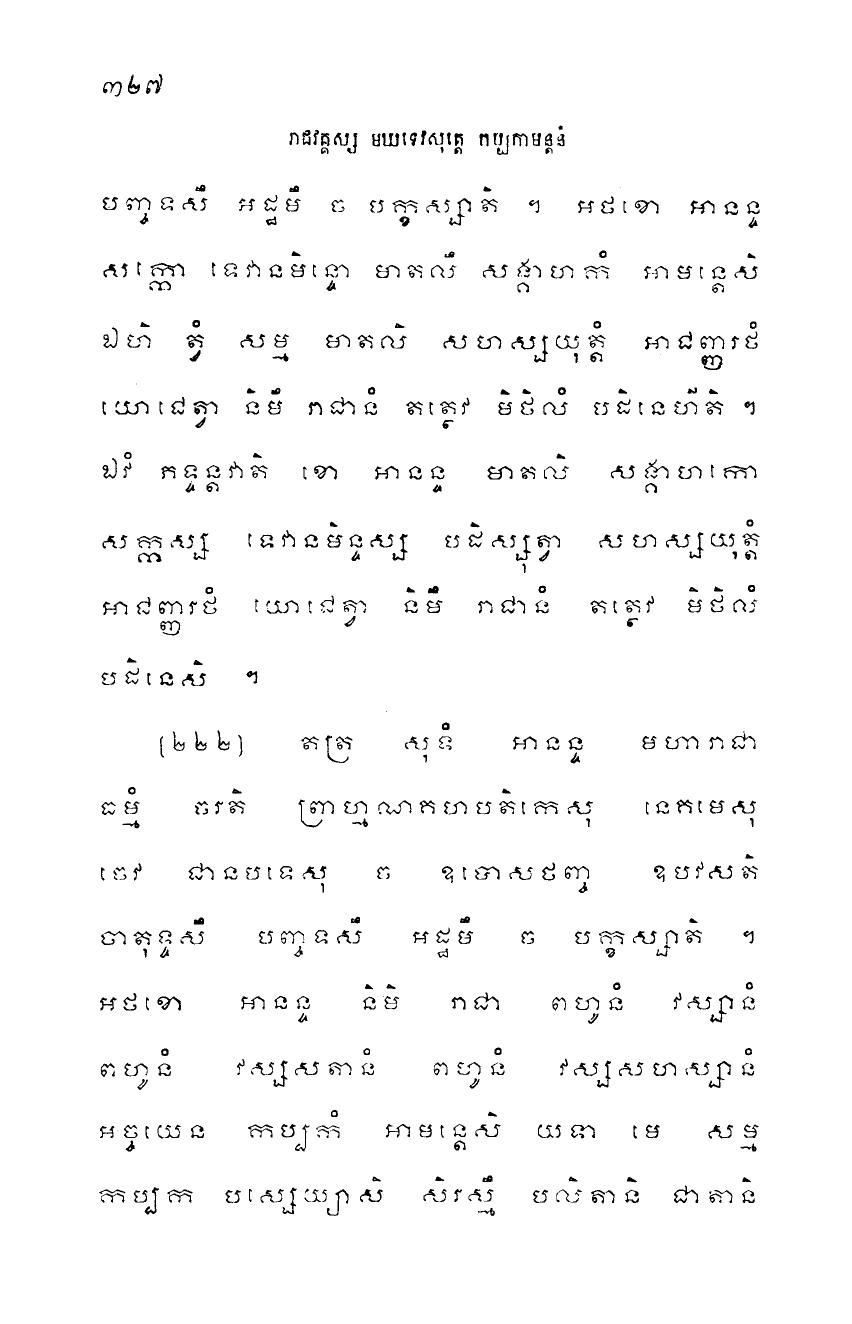 ៣២៧
រាជវគ្គស្ស មឃទេវសុត្តេ កប្បកាមន្តនំ
បញ្ចទសឹ អដ្ឋមឹ ច បក្ខស្សាតិ ។ អថខោ អានន្ទ
សក្កោ ទេវានមិន្ទោ មាតលឹ សង្គាហកំ អាមន្តេសិ
ឯហិ ត្វំ សម្ម មាតលិ សហស្សយុត្តំ អាជញ្ញរថំ
យោជេត្វា និមឹ រាជានំ តត្ថេវ មិថិលំ បដិនេហីតិ ។
ឯវំ ភទ្ទន្តវាតិ ខោ អានន្ទ មាតលិ សង្គាហកោ
សក្កស្ស ទេវានមិន្ទស្ស បដិស្សុត្វា សហស្សយុត្តំ
អាជញ្ញរថំ យោជេត្វា និមឹ រាជានំ តត្ថេវ មិថិលំ
បដិនេសិ ។
(២២២) តត្រ សុទំ អានន្ទ មហារាជា
ធម្មំ ចរតិ ព្រាហ្មណគហបតិកេសុ នេគមេសុ
ចេវ ជានបទេសុ ច ឧបោសថញ្ច ឧបវសតិ
ចាតុទ្ទសឹ បញ្ចទសឹ អដ្ឋមឹ ច បក្ខស្សាតិ ។
អថខោ អានន្ទ និមិ រាជា ពហូនំ វស្សានំ
ពហូនំ វស្សសតានំ ពហូនំ វស្សសហស្សានំ
អច្ចយេន កប្បកំ អាមន្តេសិ យទា មេ សម្ម
កប្បក បស្សេយ្យាសិ សិរស្មឹ បលិតានិ ជាតានិ